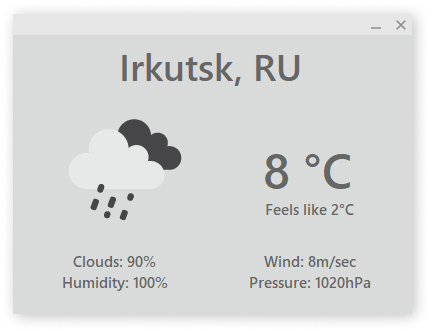 Irkutsk, RU
8 °C
Feels like 2°C
Clouds: 90%
Humidity: 100%
Wind: 8m/sec
Pressure: 1020hPa